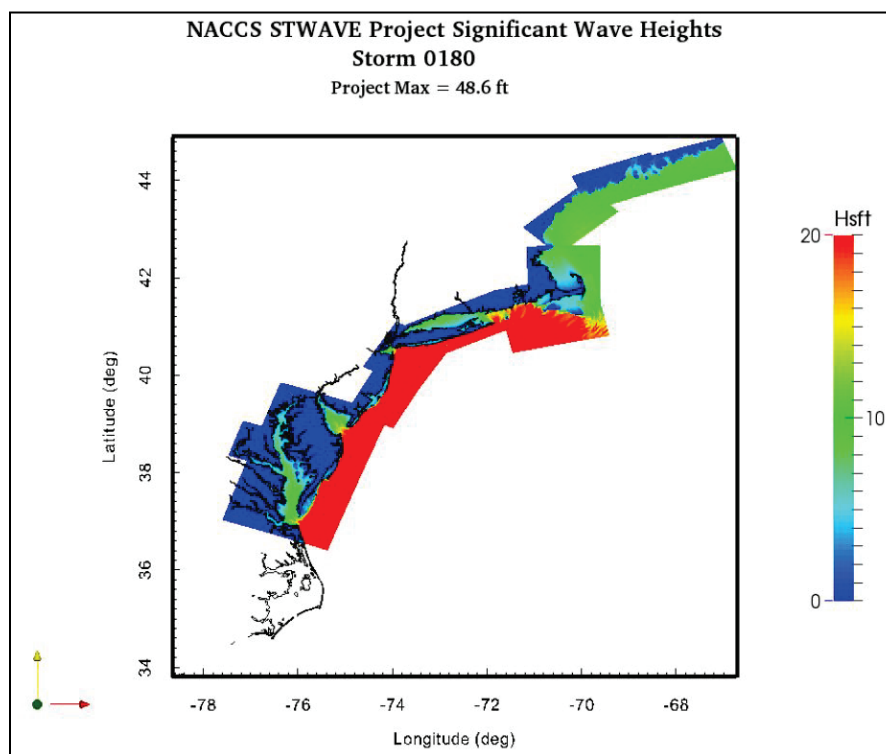 NACCS STWAVE Project Significant Wave Heights
Storm 0180
Project Max = 48.6 ft
Latitude (deg)
44
42
40
38
36
34
-78
-76
-74
-72
-70
-68
Longitude (deg)
Hsft
20
10
0